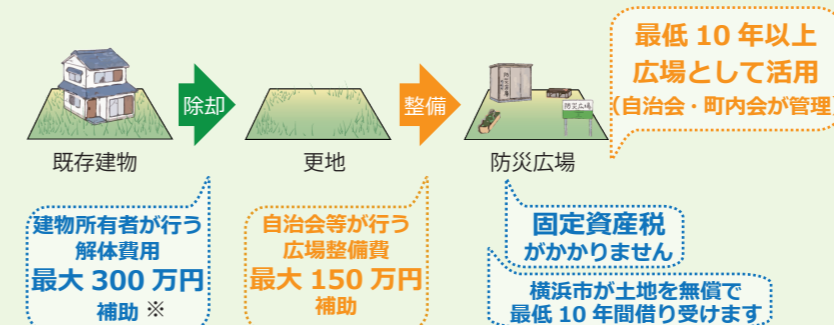 最低 10 年以上
広場として活用
(自治会・町内会が管理)
除却
整備
防災広場
既存建物
更地
防災広場
建物所有者が行う
解体費用
最大 300 万円
補助 ※
自治会等が行う
広場整備費
最大 150 万円
補助
固定資産税
がかかりません
横浜市が土地を無償で
最低 10 年間借り受けます